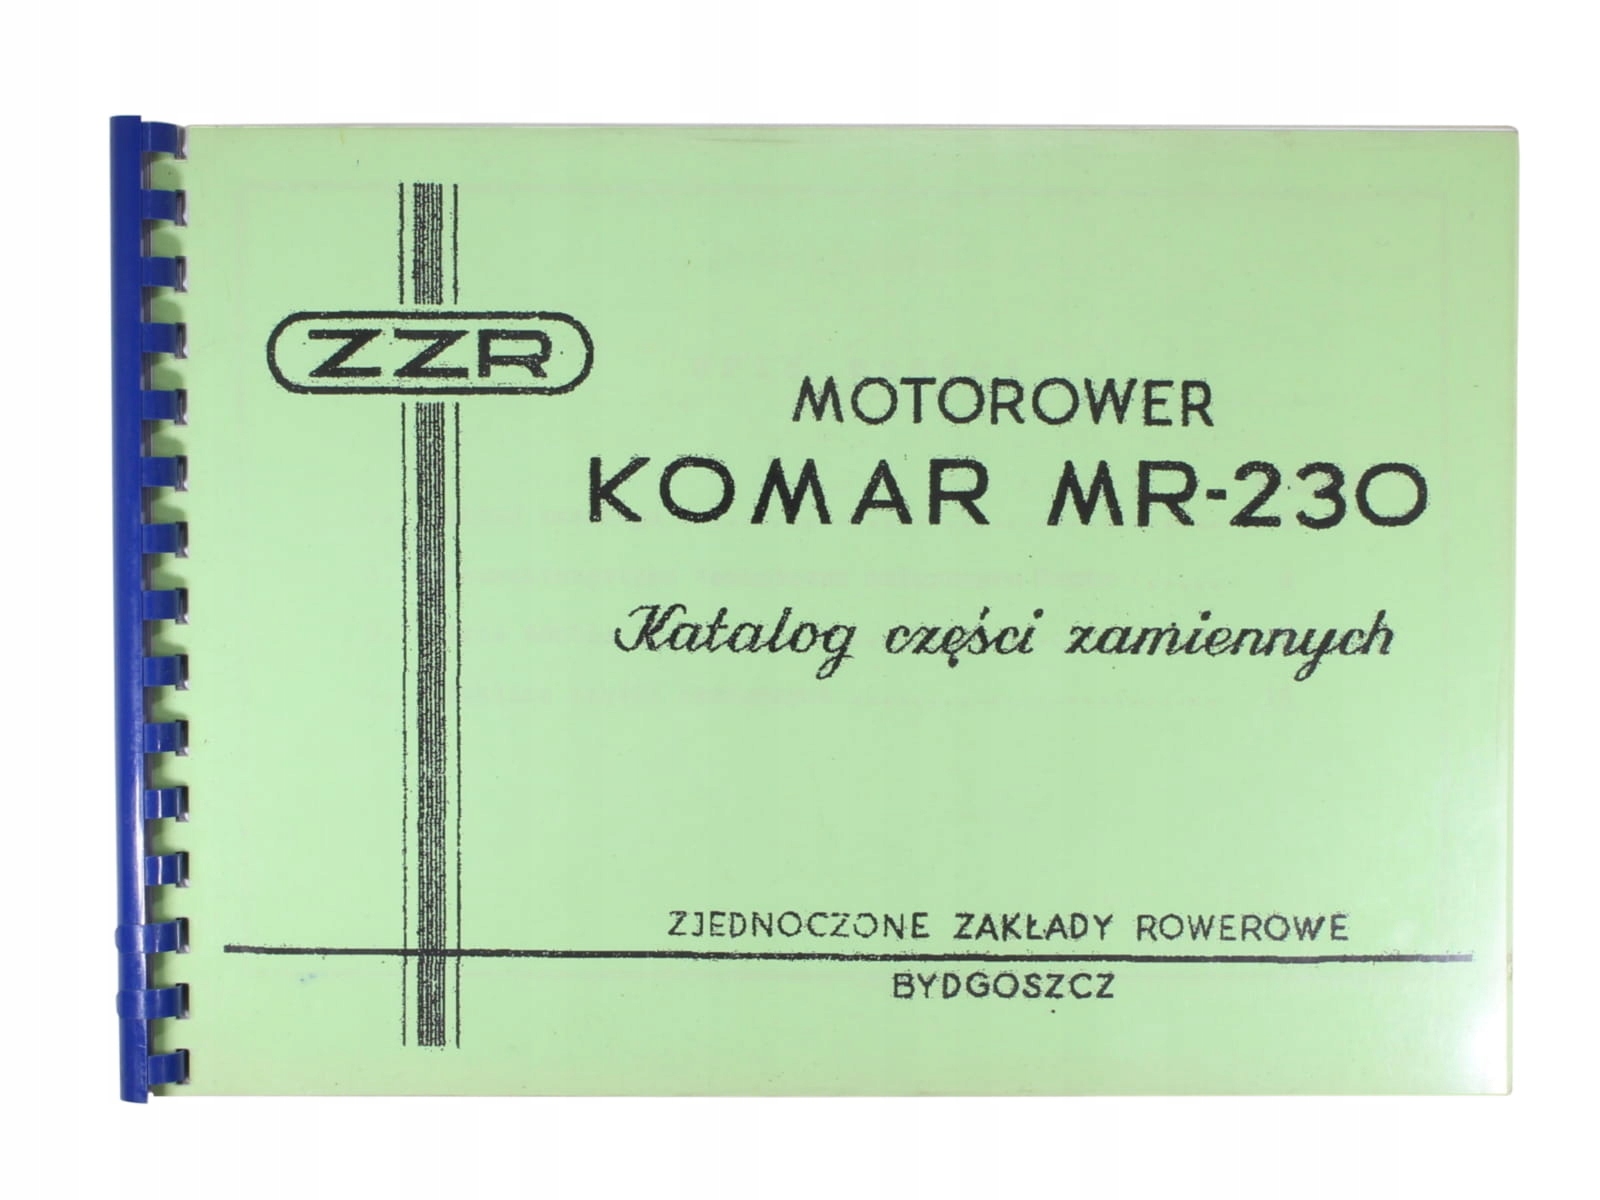 ZZR
MOTOROWER
KOMAR MR-230
Katalog części zamiennych
ZJEDNOCZONE ZAKŁADY ROWEROWE
BYDGOSZCZ